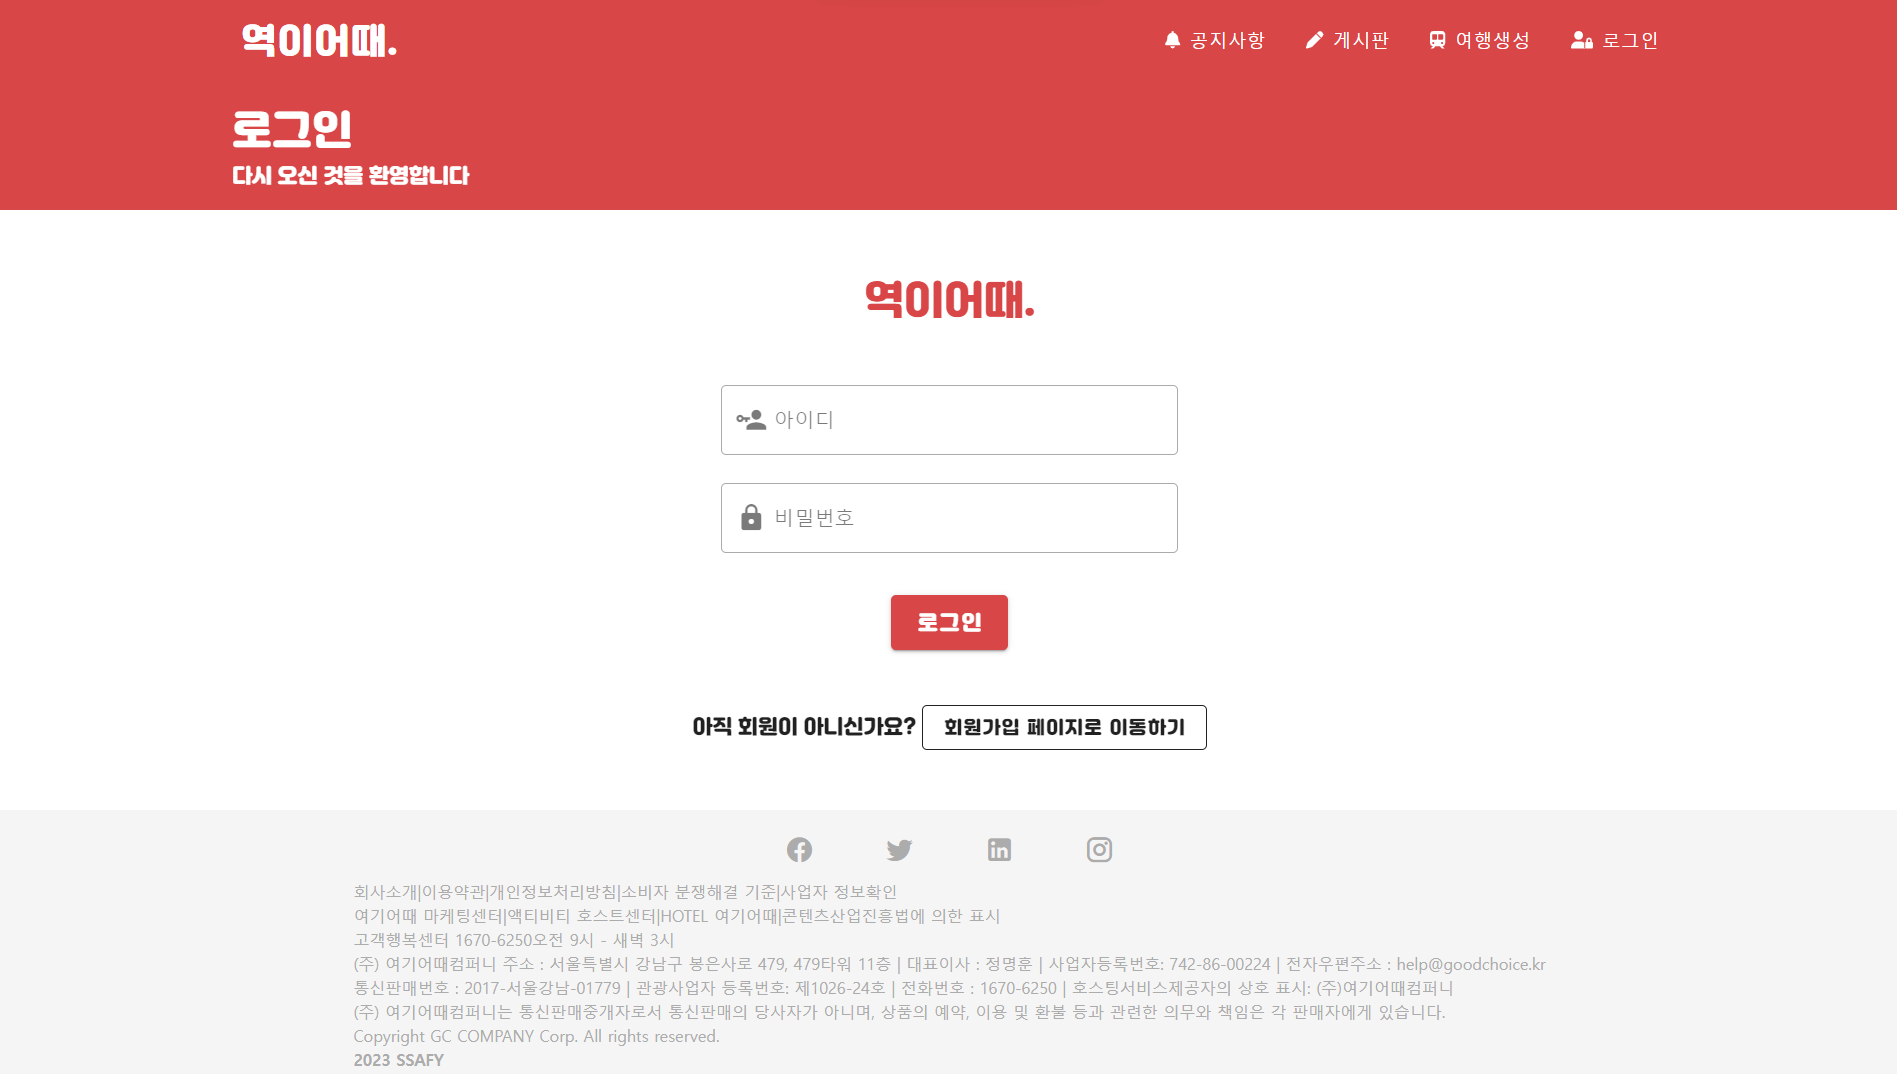 역이어때.
공지사항
게시판
여행생성
로그인
로그인
다시 오신 것을 환영합니다
역이어때.
아이디
비밀번호
로그인
아직 회원이 아니신가요? 회원가입 페이지로 이동하기
회사소개|이용약관|개인정보처리방침|소비자 분쟁해결 기준|사업자 정보확인
여기어때 마케팅센터|액티비티 호스트센터|HOTEL 여기어때|콘텐츠산업진흥법에 의한 표시
고객행복센터 1670-6250오전 9시 - 새벽 3시
(주) 여기어때컴퍼니 주소 : 서울특별시 강남구 봉은사로 479, 479타워 11층 | 대표이사 : 정명훈 | 사업자등록번호: 742-86-00224 | 전자우편주소 : help@goodchoice.kr
통신판매번호 : 2017-서울강남-01779 | 관광사업자 등록번호: 제1026-24호 | 전화번호 : 1670-6250 | 호스팅서비스제공자의 상호 표시: (주)여기어때컴퍼니
(주) 여기어때컴퍼니는 통신판매중개자로서 통신판매의 당사자가 아니며, 상품의 예약, 이용 및 환불 등과 관련한 의무와 책임은 각 판매자에게 있습니다.
Copyright GC COMPANY Corp. All rights reserved.
2023 SSAFY